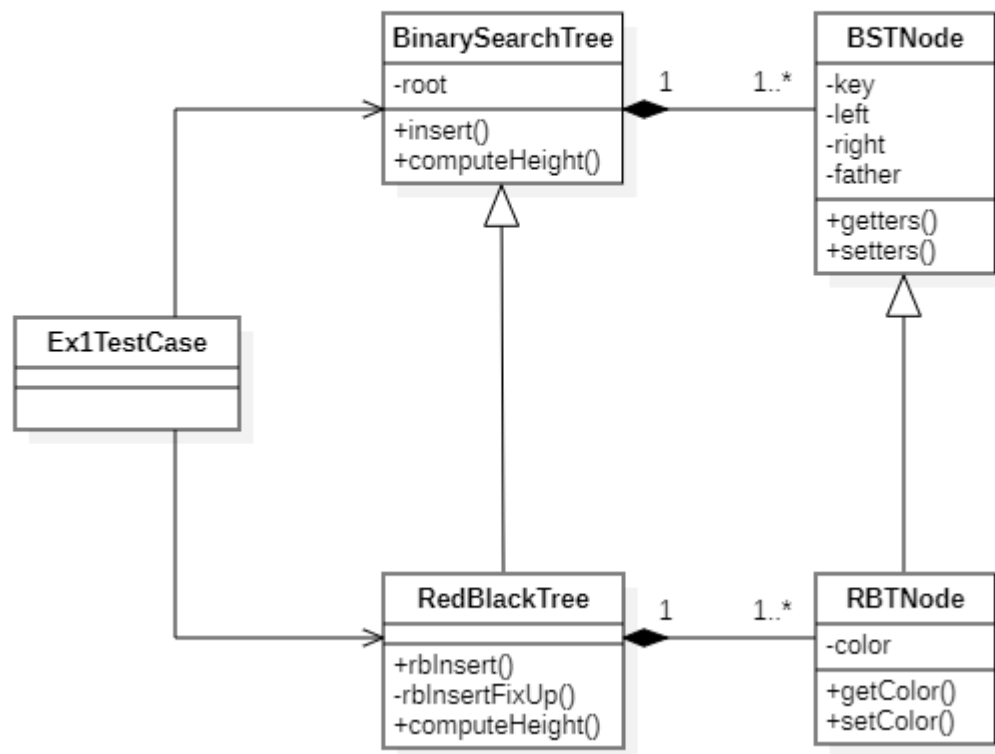 BinarySearchTree
-root
+insert()
+computeHeight()
1
1..*
BSTNode
-key
-left
-right
-father
+getters()
+setters()
Ex1TestCase
RedBlackTree
+rbInsert()
-rbInsertFixUp()
+computeHeight()
1
1..*
RBTNode
-color
+getColor()
+setColor()